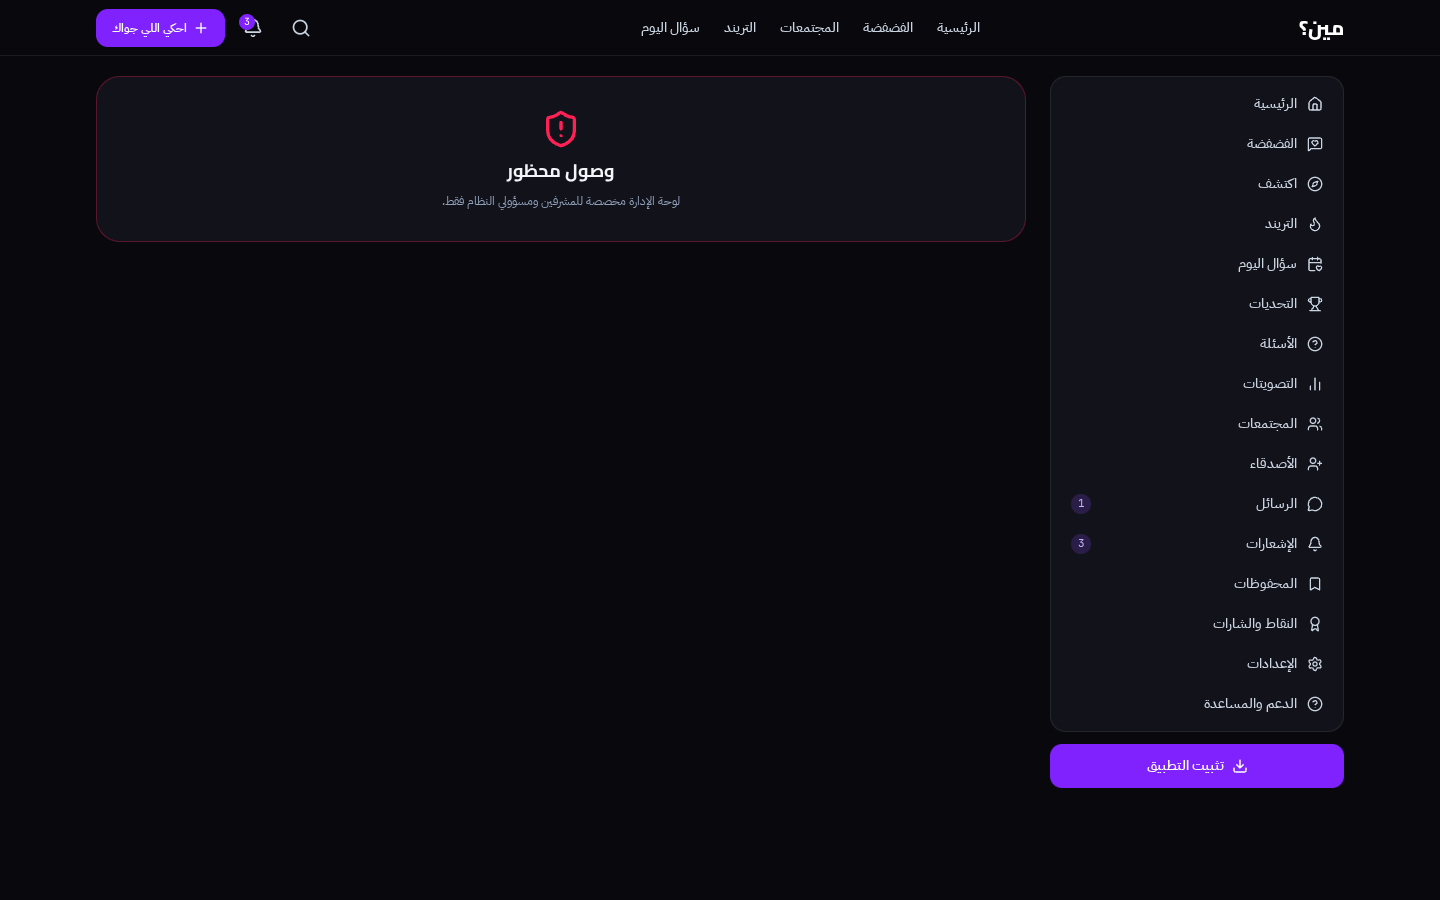 مين؟
الرئيسية
الفضفضة
المجتمعات
التريند
سؤال اليوم
3
احكي اللي جواك
الرئيسية
الفضفضة
اكتشف
التريند
سؤال اليوم
التحديات
الأسئلة
التصويتات
المجتمعات
الأصدقاء
الرسائل 1
الإشعارات 3
المحفوظات
النقاط والشارات
الإعدادات
الدعم والمساعدة
تثبيت التطبيق
وصول محظور
لوحة الإدارة مخصصة للمشرفين ومسؤولي النظام فقط.